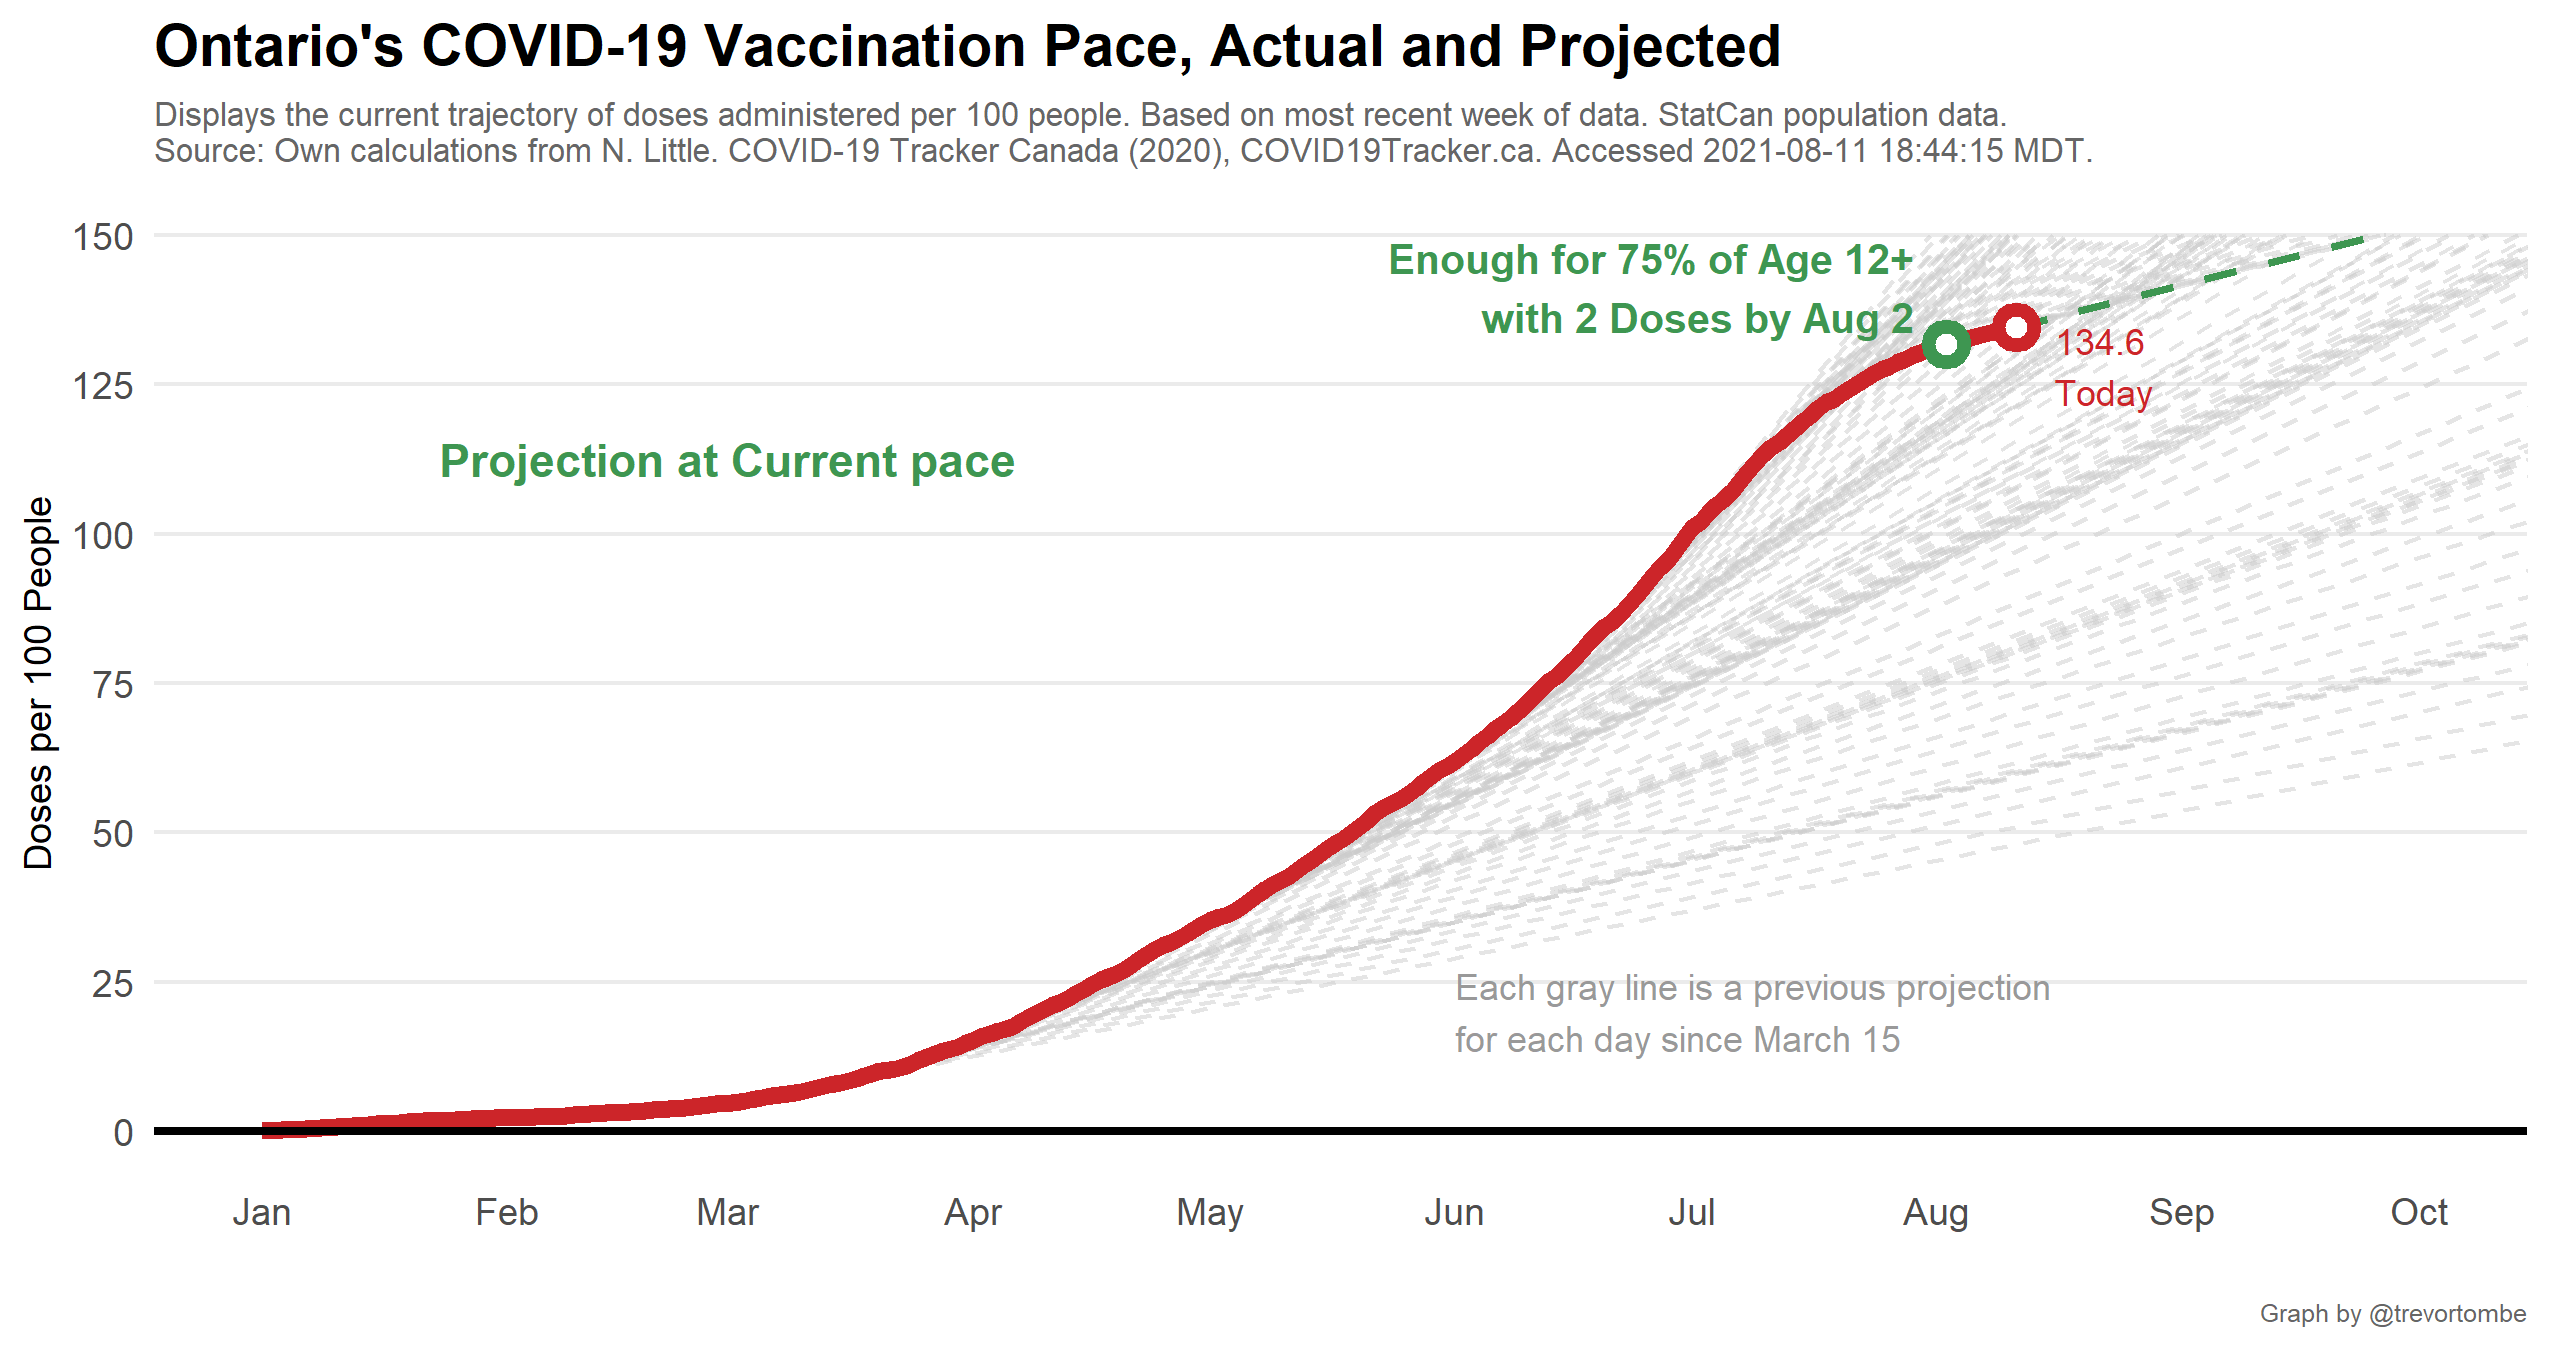 Ontario's COVID-19 Vaccination Pace, Actual and Projected
Displays the current trajectory of doses administered per 100 people. Based on most recent week of data. StatCan population data.
Source: Own calculations from N. Little. COVID-19 Tracker Canada (2020), COVID19Tracker.ca. Accessed 2021-08-11 18:44:15 MDT.
Doses per 100 People
150
125
100
75
50
25
0
Enough for 75% of Age 12+
with 2 Doses by Aug 2
134.6
Today
Projection at Current pace
Each gray line is a previous projection
for each day since March 15
Jan Feb Mar Apr May Jun Jul Aug Sep Oct
Graph by @trevortombe